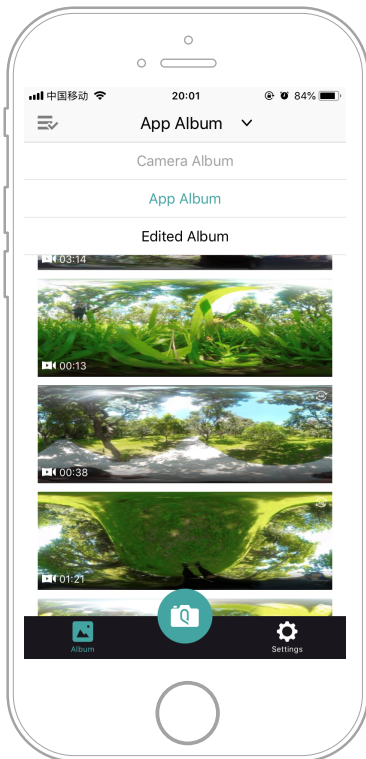 中国移动
20:01
84%
App Album
Camera Album
App Album
Edited Album
03:14
00:13
00:38
01:21
Q
Album
Settings